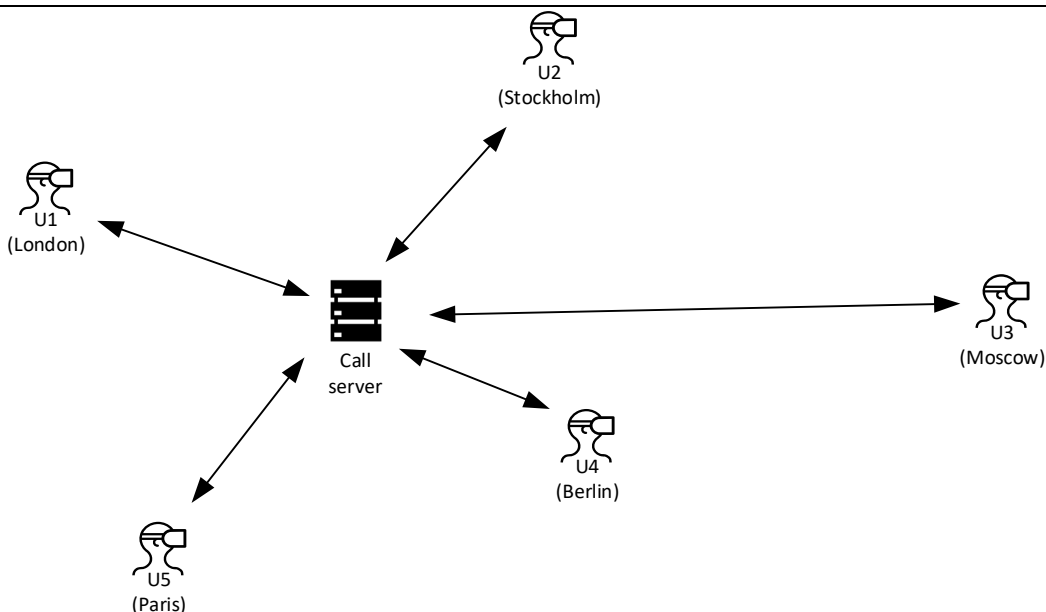 U2
(Stockholm)
U1
(London)
U3
(Moscow)
Call
server
U4
(Berlin)
U5
(Paris)